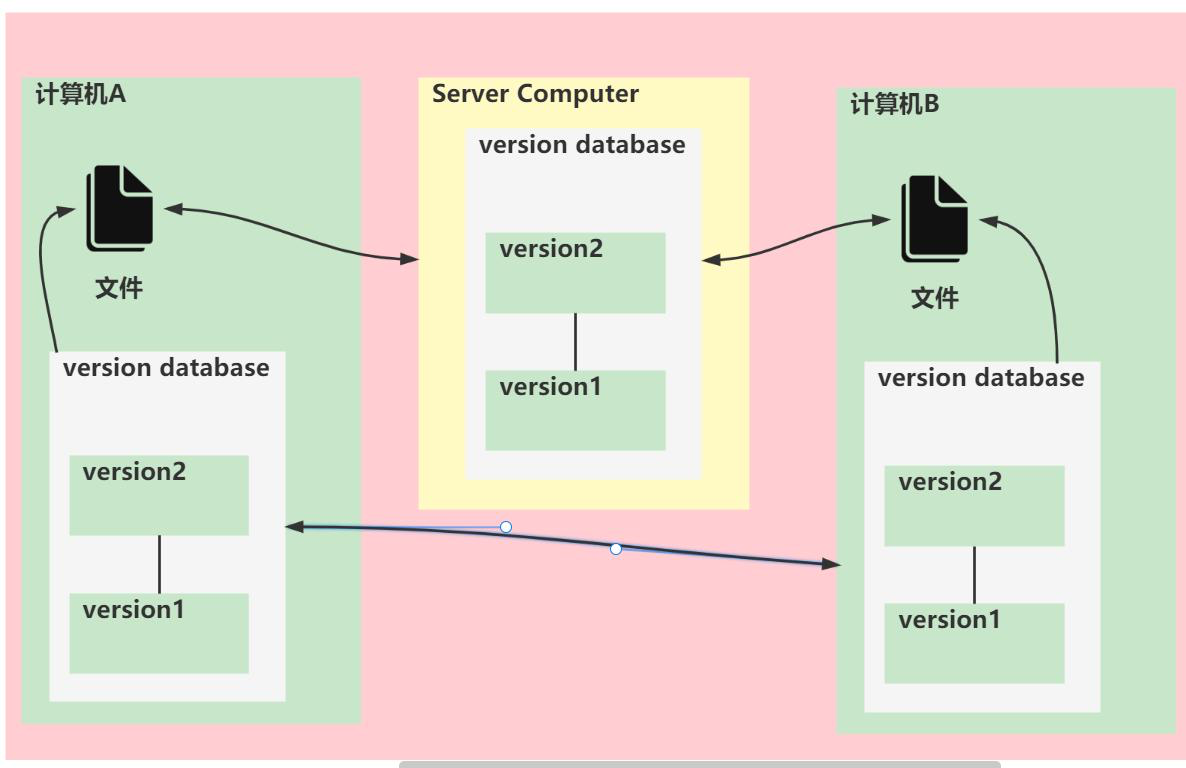 计算机A
文件
version database
version2
version1
Server Computer
version database
version2
version1
计算机B
文件
version database
version2
version1